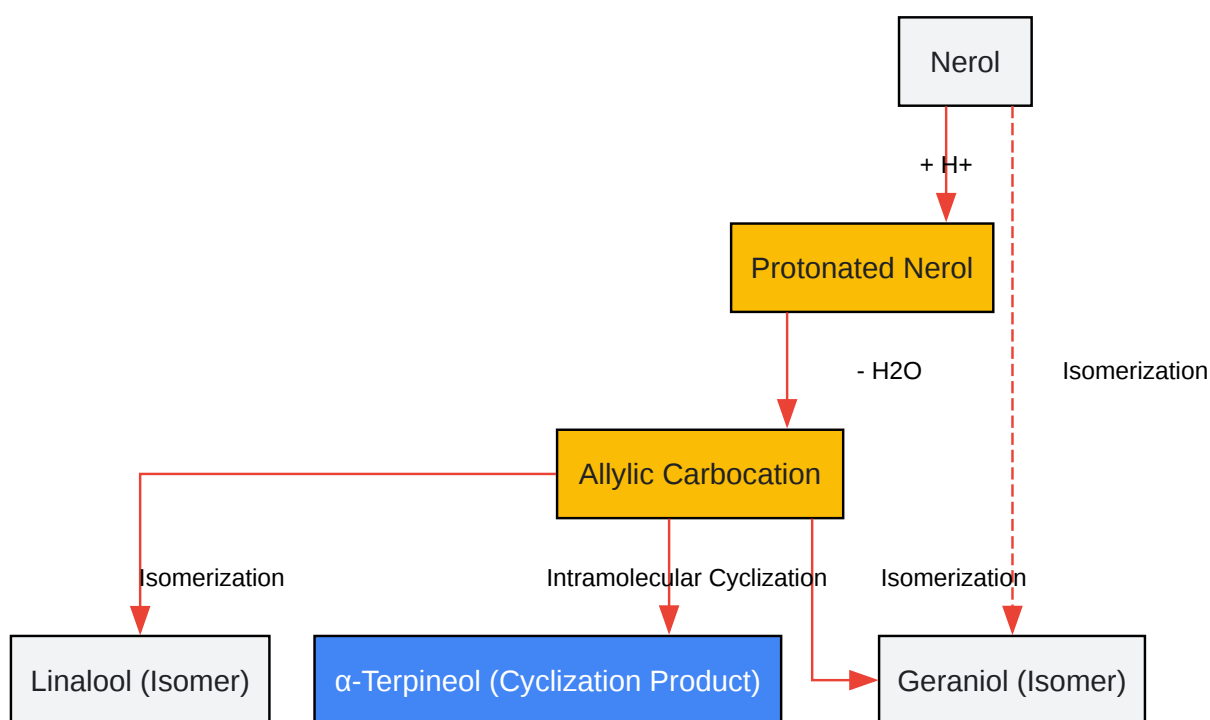 Nerol
+ H+
Protonated Nerol
- H2O
Isomerization
Allylic Carbocation
Isomerization
Intramolecular Cyclization
Isomerization
Linalool (Isomer)
α-Terpineol (Cyclization Product)
Geraniol (Isomer)